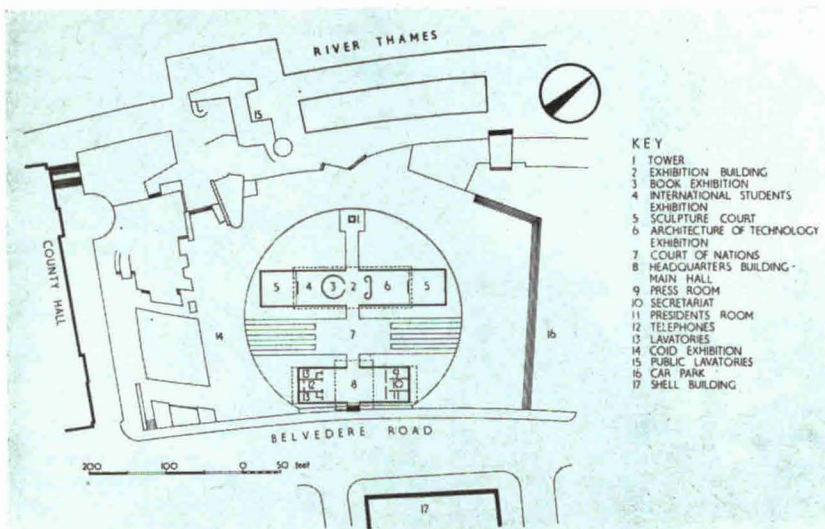 RIVER THAMES
15
KEY
1 TOWER
2 EXHIBITION BUILDING
3 BOOK EXHIBITION
4 INTERNATIONAL STUDENTS
EXHIBITION
5 SCULPTURE COURT
6 ARCHITECTURE OF TECHNOLOGY
EXHIBITION
7 COURT OF NATIONS
8 HEADQUARTERS BUILDING -
MAIN HALL
9 PRESS ROOM
10 SECRETARIAT
11 PRESIDENTS ROOM
12 TELEPHONES
13 LAVATORIES
14 COID EXHIBITION
15 PUBLIC LAVATORIES
16 CAR PARK
17 SHELL BUILDING
COUNTY HALL
1
5 4 3 2 6 5
14
7
16
13
12
13
8
9
10
11
BELVEDERE ROAD
200 100 0 50 feet
17